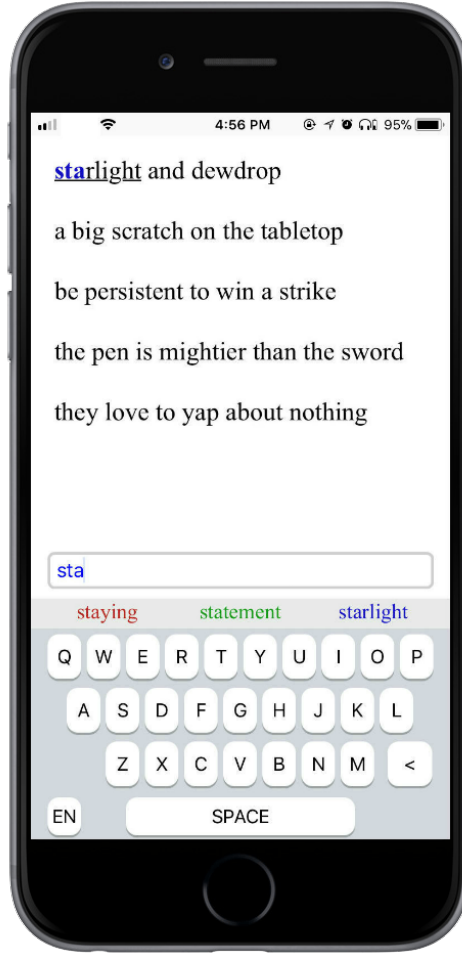 4:56 PM 95%
starlight and dewdrop
a big scratch on the tabletop
be persistent to win a strike
the pen is mightier than the sword
they love to yap about nothing
sta
staying statement starlight
Q W E R T Y U I O P
A S D F G H J K L
Z X C V B N M <
EN SPACE